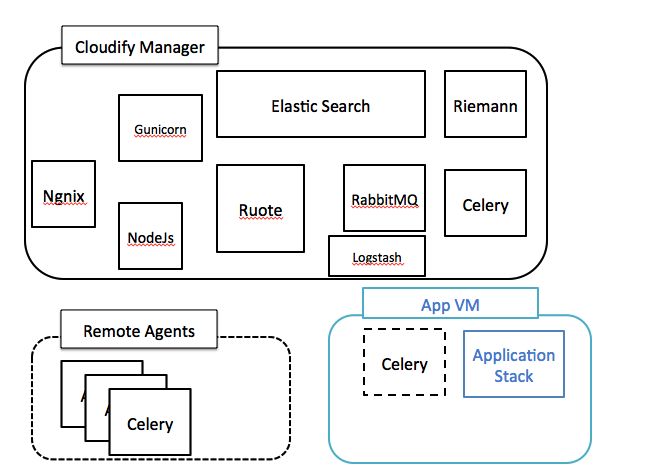 Cloudify Manager
Elastic Search
Riemann
Gunicorn
Ngnix
Ruote
RabbitMQ
Celery
NodeJs
Logstash
Remote Agents
Celery
App VM
Celery
Application
Stack